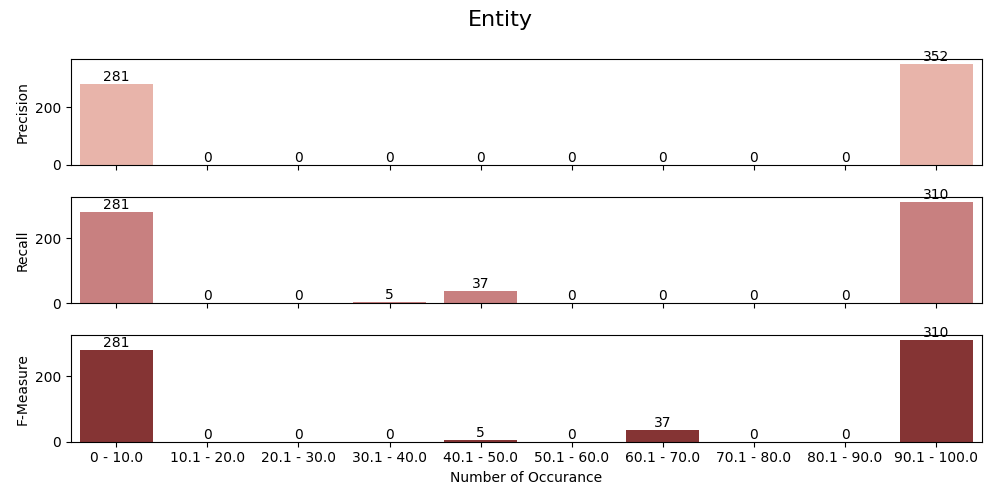 Entity
Precision
200
0
281 0 0 0 0 0 0 0 0 352
Recall
200
0
281 0 0 5 37 0 0 0 0 310
F-Measure
200
0
281 0 0 0 5 0 37 0 0 310
0 - 10.0 10.1 - 20.0 20.1 - 30.0 30.1 - 40.0 40.1 - 50.0 50.1 - 60.0 60.1 - 70.0 70.1 - 80.0 80.1 - 90.0 90.1 - 100.0
Number of Occurance